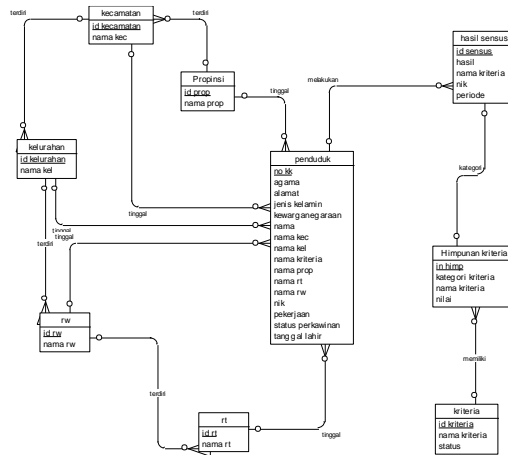 terdiri
kecamatan
id kecamatan
nama kec
terdiri
Propinsi
id prop
nama prop
tinggal
melakukan
hasil sensus
id sensus
hasil
nama kriteria
nik
periode
kelurahan
id kelurahan
nama kel
penduduk
no kk
agama
alamat
jenis kelamin
kewarganegaraan
nama
nama kec
nama kel
nama kriteria
nama prop
nama rt
nama rw
nik
pekerjaan
status perkawinan
tanggal lahir
kategori
tinggal
tinggal
tinggal
terdiri
Himpunan kriteria
in himp
kategori kriteria
nama kriteria
nilai
rw
id rw
nama rw
memiliki
terdiri
rt
id rt
nama rt
tinggal
kriteria
id kriteria
nama kriteria
status